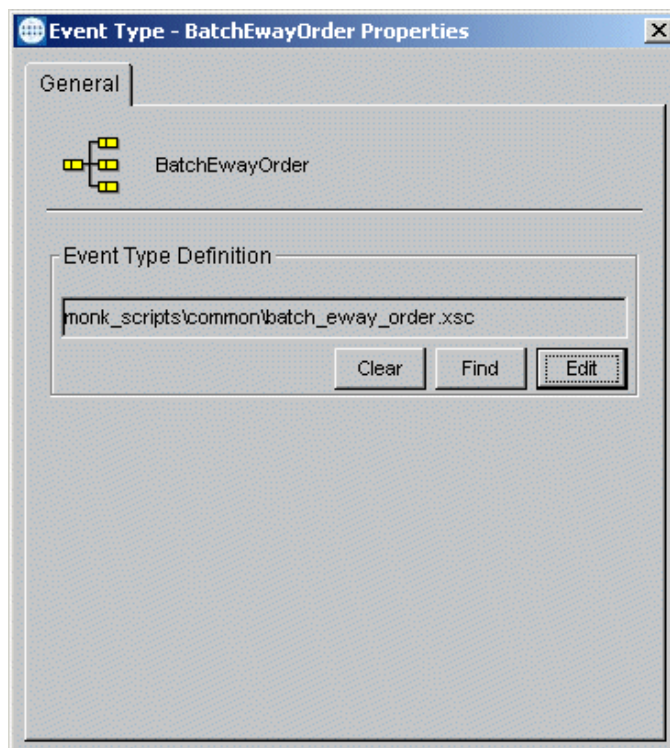 Event Type - BatchEwayOrder Properties
General
BatchEwayOrder
Event Type Definition
monk_scripts\common\batch_eway_order.xsc
Clear Find Edit